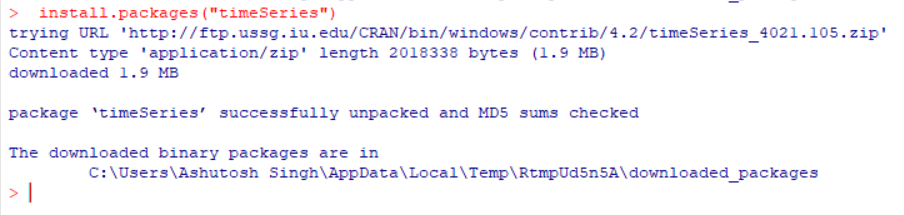 >  install.packages("timeSeries")
trying URL 'http://ftp.ussg.iu.edu/CRAN/bin/windows/contrib/4.2/timeSeries_4021.105.zip'
Content type 'application/zip' length 2018338 bytes (1.9 MB)
downloaded 1.9 MB

package ‘timeSeries’ successfully unpacked and MD5 sums checked

The downloaded binary packages are in
        C:\Users\Ashutosh Singh\AppData\Local\Temp\RtmpUd5n5A\downloaded_packages
>